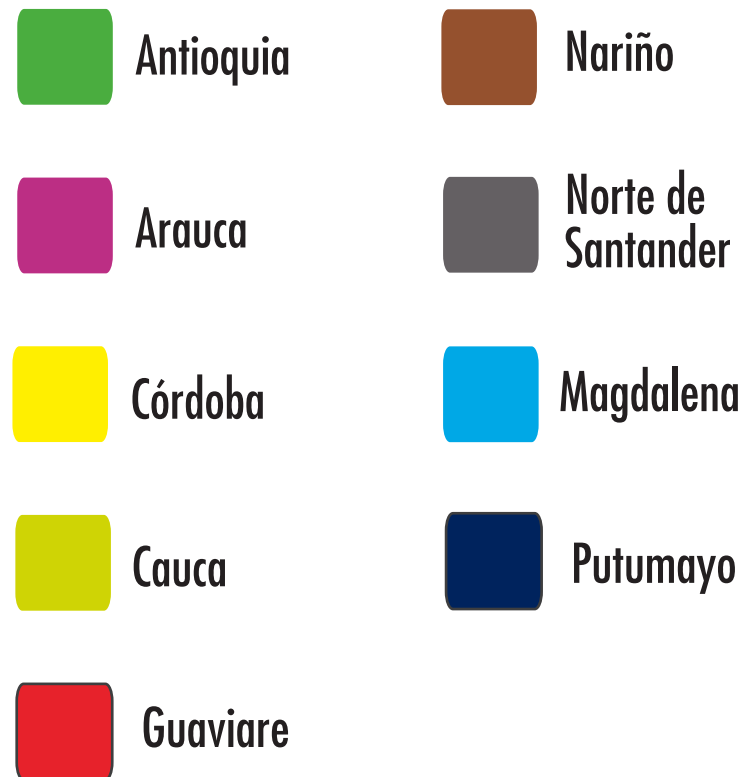 Antioquia
Arauca
Córdoba
Cauca
Guaviare
Nariño
Norte de
Santander
Magdalena
Putumayo